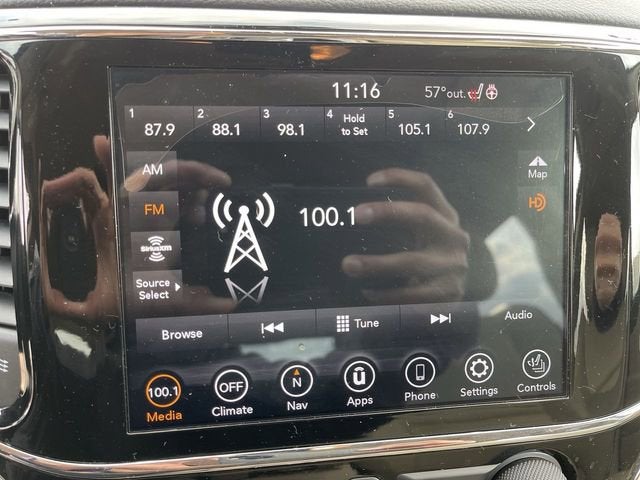 11:16 57° out.
1 87.9 2 88.1 3 98.1 4 Hold to Set 5 105.1 6 107.9
AM
Map
FM 100.1 HD
SiriusXM
Source Select
Browse Tune Audio
100.1 OFF N u
Media Climate Nav Apps Phone Settings Controls